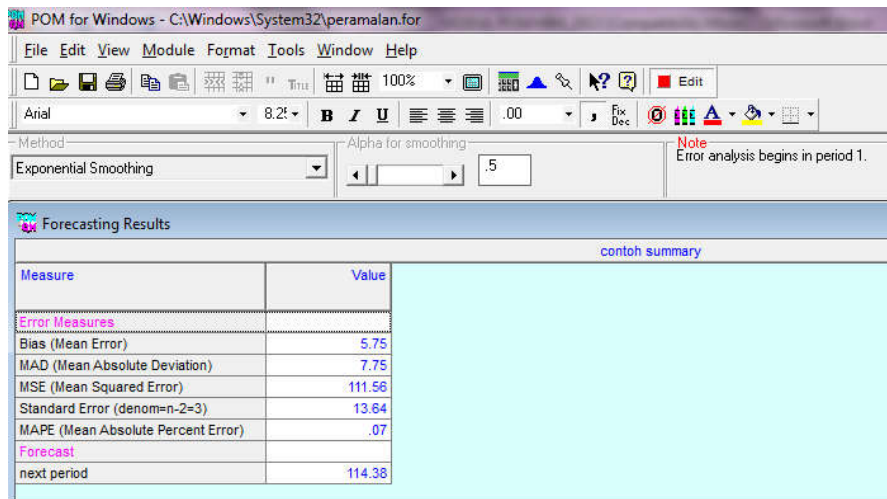 POM for Windows - C:\Windows\System32\peramalan.for
File Edit View Module Format Tools Window Help
100% Edit
Arial 8.2 B I U .00 , Fix Dec A
Method
Exponential Smoothing
Alpha for smoothing
.5
Note
Error analysis begins in period 1.
Forecasting Results
contoh summary
Measure Value
Error Measures
Bias (Mean Error) 5.75
MAD (Mean Absolute Deviation) 7.75
MSE (Mean Squared Error) 111.56
Standard Error (denom=n-2=3) 13.64
MAPE (Mean Absolute Percent Error) .07
Forecast
next period 114.38